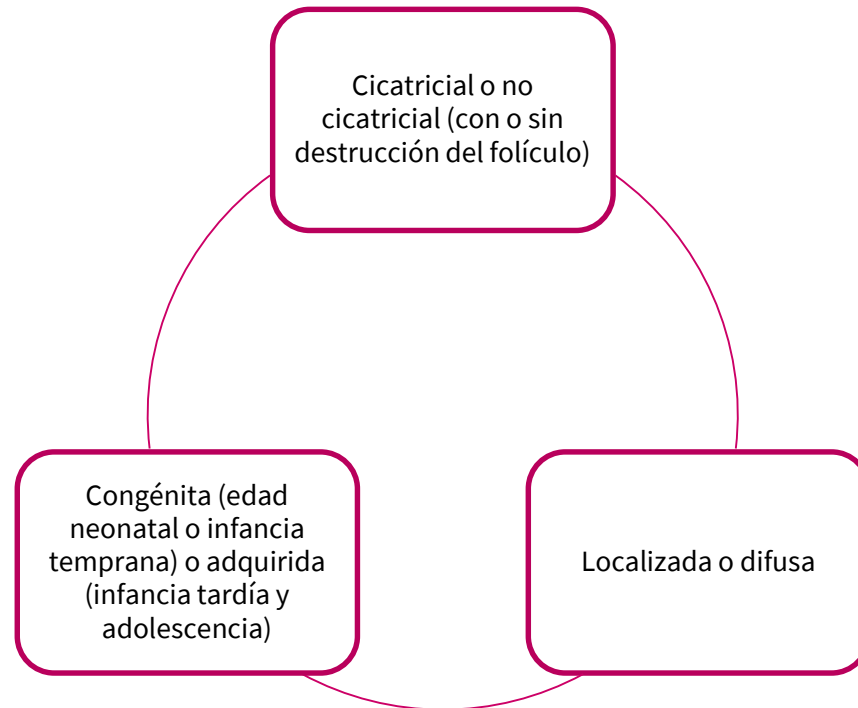 Cicatricial o no
cicatricial (con o sin
destrucción del folículo)
Congénita (edad
neonatal o infancia
temprana) o adquirida
(infancia tardía y
adolescencia)
Localizada o difusa